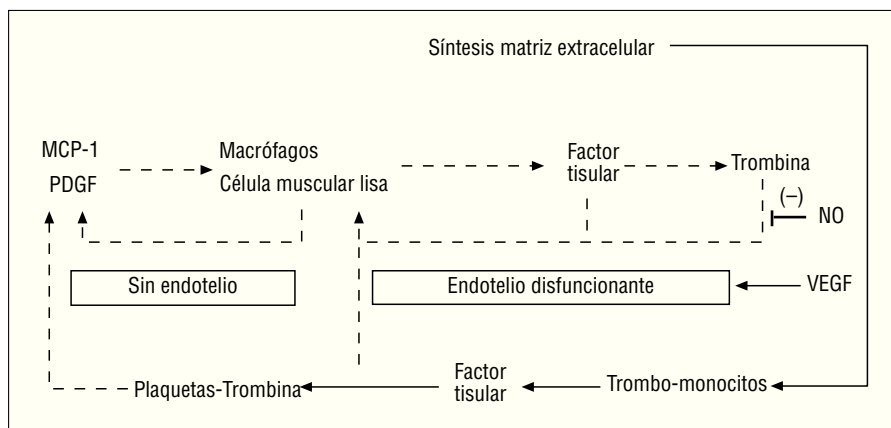 Síntesis matriz extracelular
MCP-1
PDGF
Macrófagos
Célula muscular lisa
Factor
tisular
Trombina
(–)
NO
Sin endotelio
Endotelio disfuncionante
VEGF
Plaquetas-Trombina
Factor
tisular
Trombo-monocitos